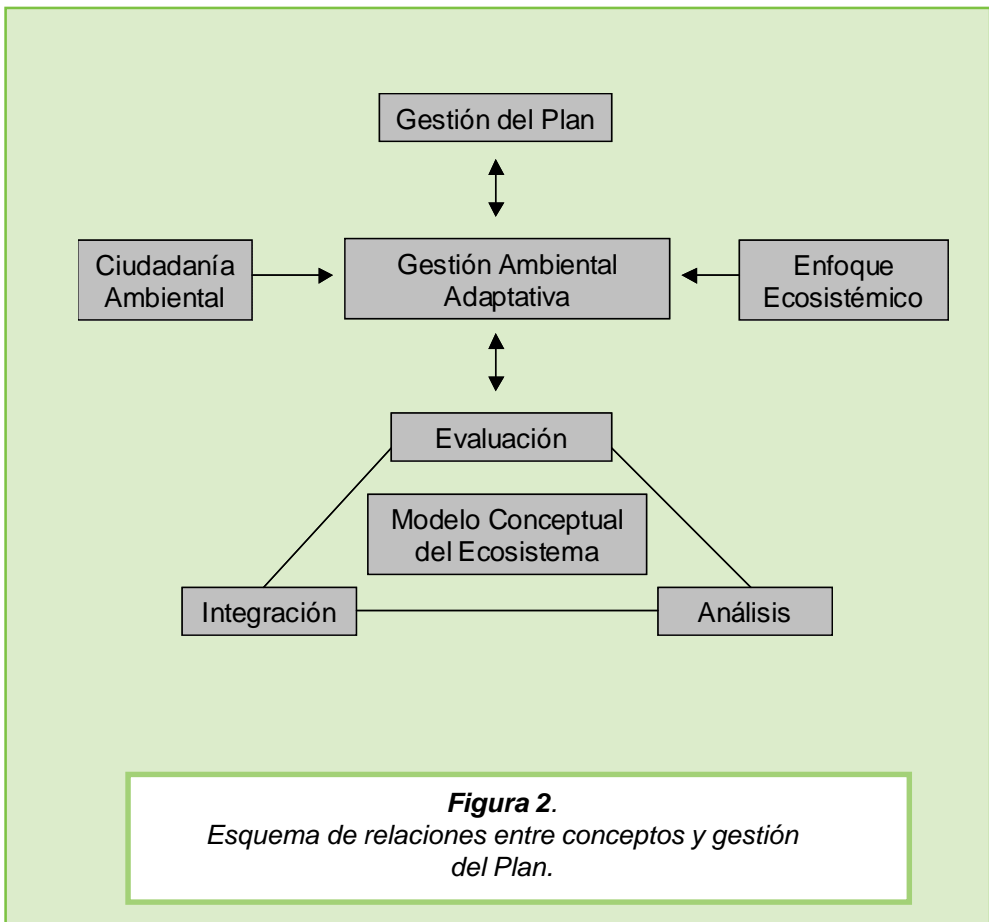 Gestión del Plan
Ciudadanía
Ambiental
Gestión Ambiental
Adaptativa
Enfoque
Ecosistémico
Evaluación
Modelo Conceptual
del Ecosistema
Integración
Análisis
Figura 2.
Esquema de relaciones entre conceptos y gestión
del Plan.